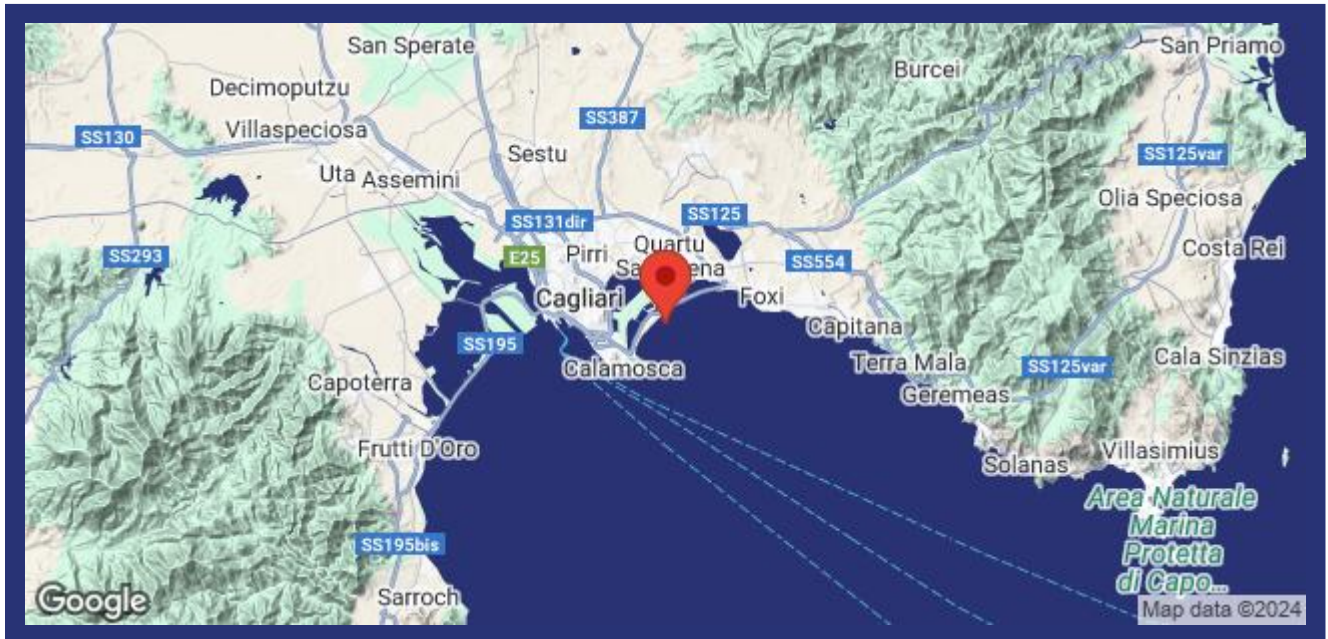 San Sperate
San Priamo
Burcei
Decimoputzu
SS387
Villaspeciosa
SS130
Sestu
SS125var
Uta
Assemini
Olia Speciosa
SS131dir
SS125
Quartu
Costa Rei
SS293
E25
Pirri
SS554
Cagliari
Foxi
Capitana
SS195
Calamosca
Terra Mala
SS125var
Cala Sinzias
Capoterra
Geremeas
Frutti D'Oro
Villasimius
Solanas
Area Naturale
Marina
Protetta
di Capo...
SS195bis
Sarroch
Google
Map data ©2024